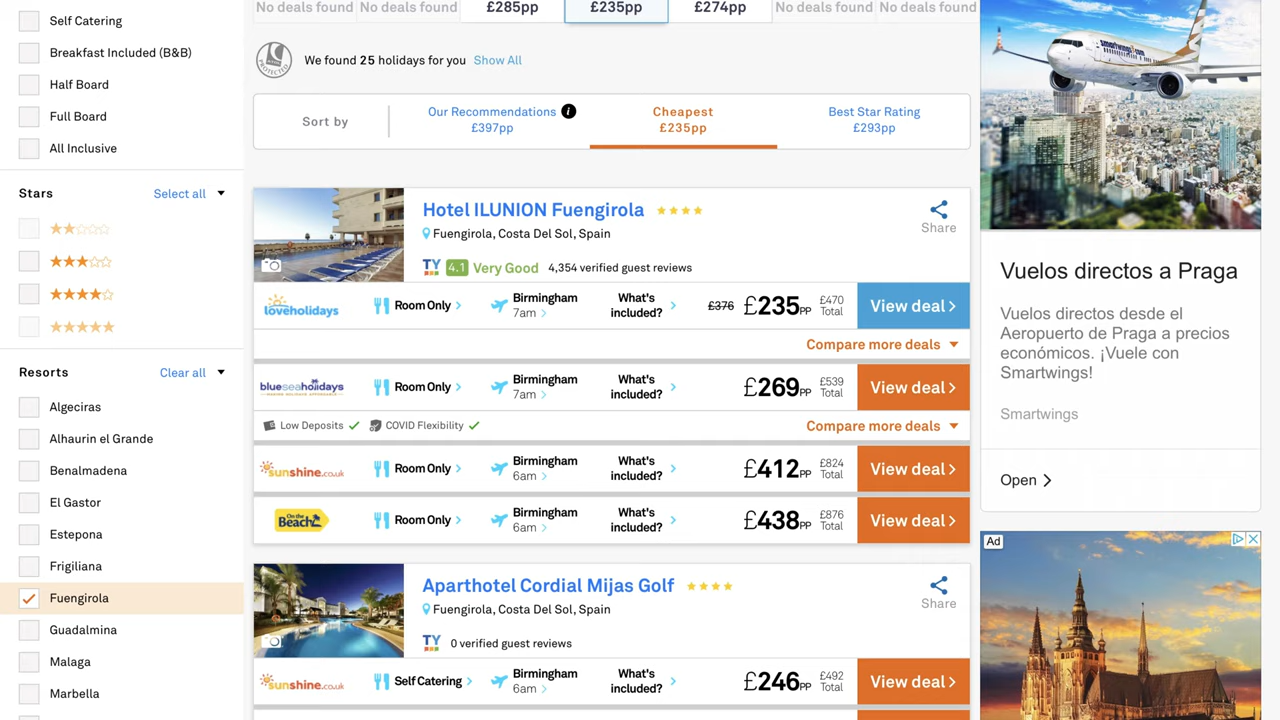 No deals found
No deals found
£285pp
£235pp
£274pp
No deals found
No deals found
Self Catering
Breakfast Included (B&B)
Half Board
Full Board
All Inclusive
Stars
Select all
Resorts
Clear all
Algeciras
Alhaurin el Grande
Benalmadena
El Gastor
Estepona
Frigiliana
Fuengirola
Guadalmina
Malaga
Marbella
PROTECTED
We found 25 holidays for you Show All
Sort by
Our Recommendations
£397pp
Cheapest
£235pp
Best Star Rating
£293pp
Hotel ILUNION Fuengirola
Fuengirola, Costa Del Sol, Spain
TY 4.1 Very Good 4,354 verified guest reviews
Share
loveholidays
Room Only
Birmingham
7am
What's
included?
£376 £235PP
£470
Total
View deal
Compare more deals
blueseaholidays
Room Only
Birmingham
7am
What's
included?
£269PP
£539
Total
View deal
Low Deposits
COVID Flexibility
Compare more deals
sunshine.co.uk
Room Only
Birmingham
6am
What's
included?
£412PP
£824
Total
View deal
On the
Beach
Room Only
Birmingham
6am
What's
included?
£438PP
£876
Total
View deal
Aparthotel Cordial Mijas Golf
Fuengirola, Costa Del Sol, Spain
TY 0 verified guest reviews
Share
sunshine.co.uk
Self Catering
Birmingham
6am
What's
included?
£246PP
£492
Total
View deal
smartwings.com
Vuelos directos a Praga
Vuelos directos desde el
Aeropuerto de Praga a precios
económicos. ¡Vuele con
Smartwings!
Smartwings
Open
Ad